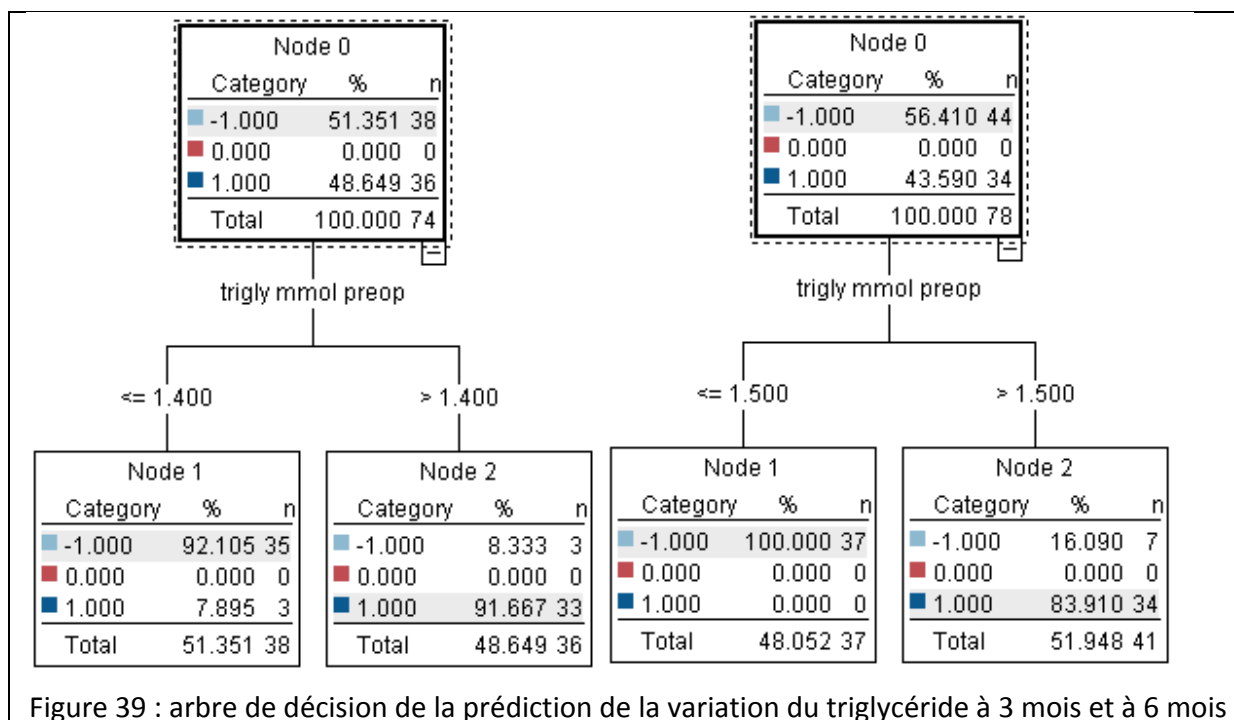 Node 0
Category % n
-1.000 51.351 38
0.000 0.000 0
1.000 48.649 36
Total 100.000 74
trigly mmol preop
<= 1.400
> 1.400
Node 1
Category % n
-1.000 92.105 35
0.000 0.000 0
1.000 7.895 3
Total 51.351 38
Node 2
Category % n
-1.000 8.333 3
0.000 0.000 0
1.000 91.667 33
Total 48.649 36
Node 0
Category % n
-1.000 56.410 44
0.000 0.000 0
1.000 43.590 34
Total 100.000 78
trigly mmol preop
<= 1.500
> 1.500
Node 1
Category % n
-1.000 100.000 37
0.000 0.000 0
1.000 0.000 0
Total 48.052 37
Node 2
Category % n
-1.000 16.090 7
0.000 0.000 0
1.000 83.910 34
Total 51.948 41
Figure 39 : arbre de décision de la prédiction de la variation du triglycéride à 3 mois et à 6 mois